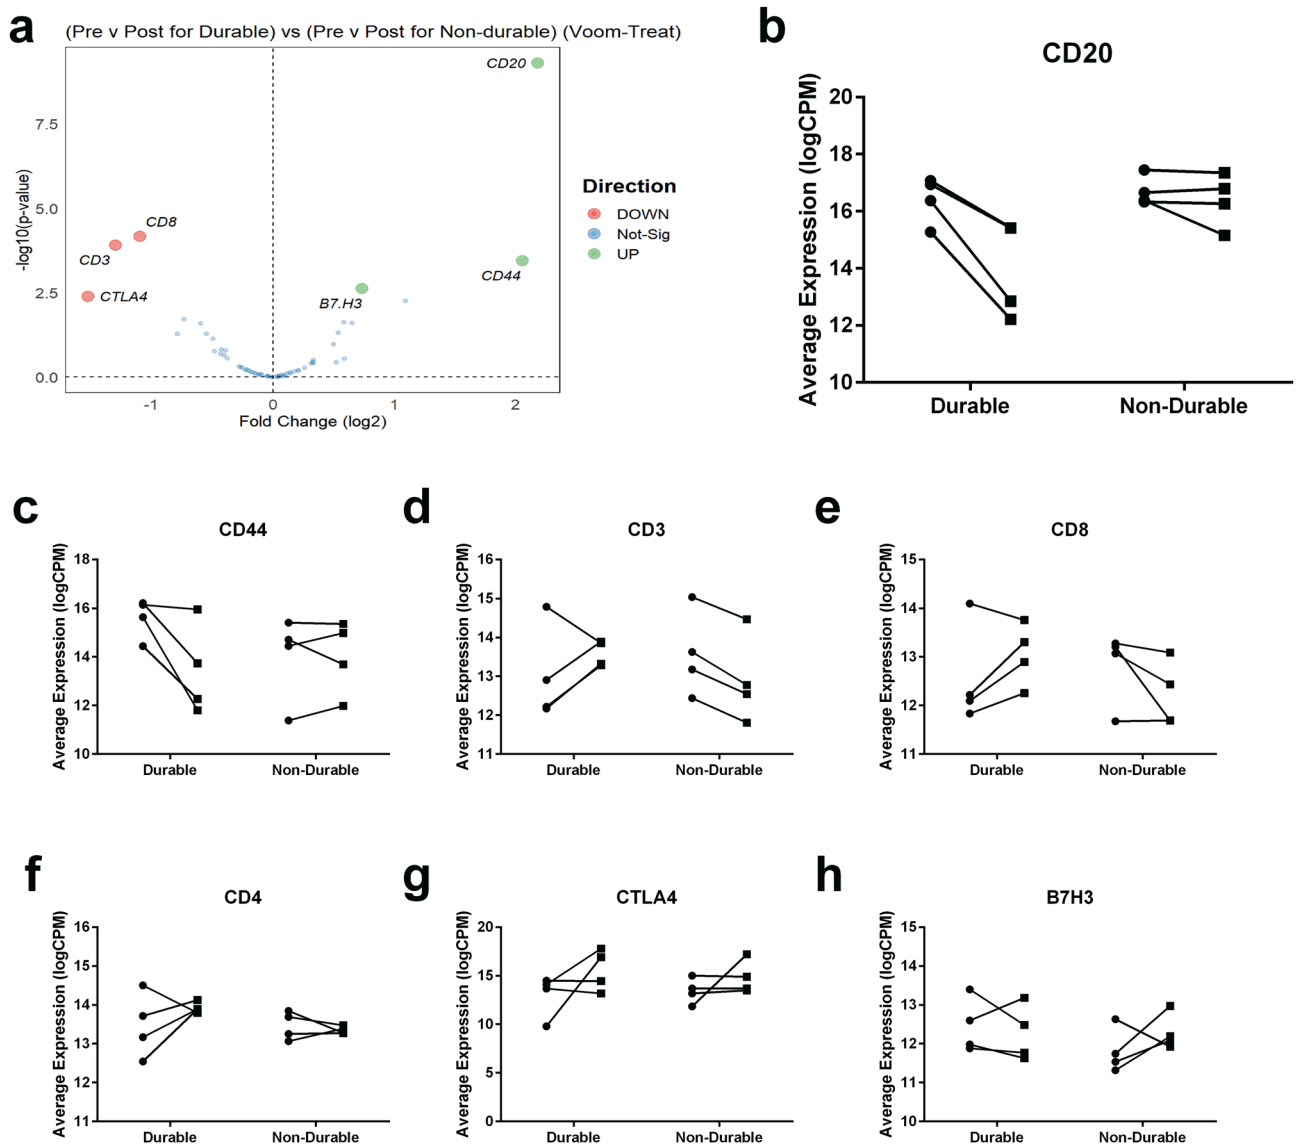 a
(Pre v Post for Durable) vs (Pre v Post for Non-durable) (Voom-Treat)
-log10(p-value)
7.5
5.0
2.5
0.0
CD20
CD8
CD3
CTLA4
CD44
B7.H3
-1
0
1
2
Fold Change (log2)
Direction
DOWN
Not-Sig
UP
b
CD20
Average Expression (logCPM)
20
18
16
14
12
10
Durable
Non-Durable
c
CD44
Average Expression (logCPM)
18
16
14
12
10
Durable
Non-Durable
d
CD3
Average Expression (logCPM)
16
15
14
13
12
11
Durable
Non-Durable
e
CD8
Average Expression (logCPM)
15
14
13
12
11
Durable
Non-Durable
f
CD4
Average Expression (logCPM)
16
15
14
13
12
11
Durable
Non-Durable
g
CTLA4
Average Expression (logCPM)
20
15
10
5
0
Durable
Non-Durable
h
B7H3
Average Expression (logCPM)
15
14
13
12
11
10
Durable
Non-Durable